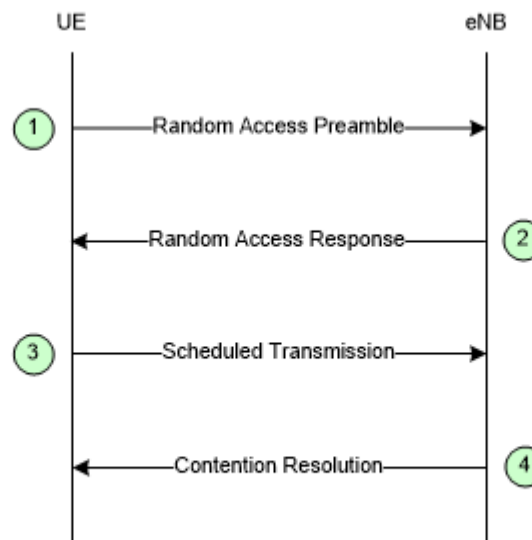 UE
eNB
1
Random Access Preamble
Random Access Response
2
3
Scheduled Transmission
Contention Resolution
4